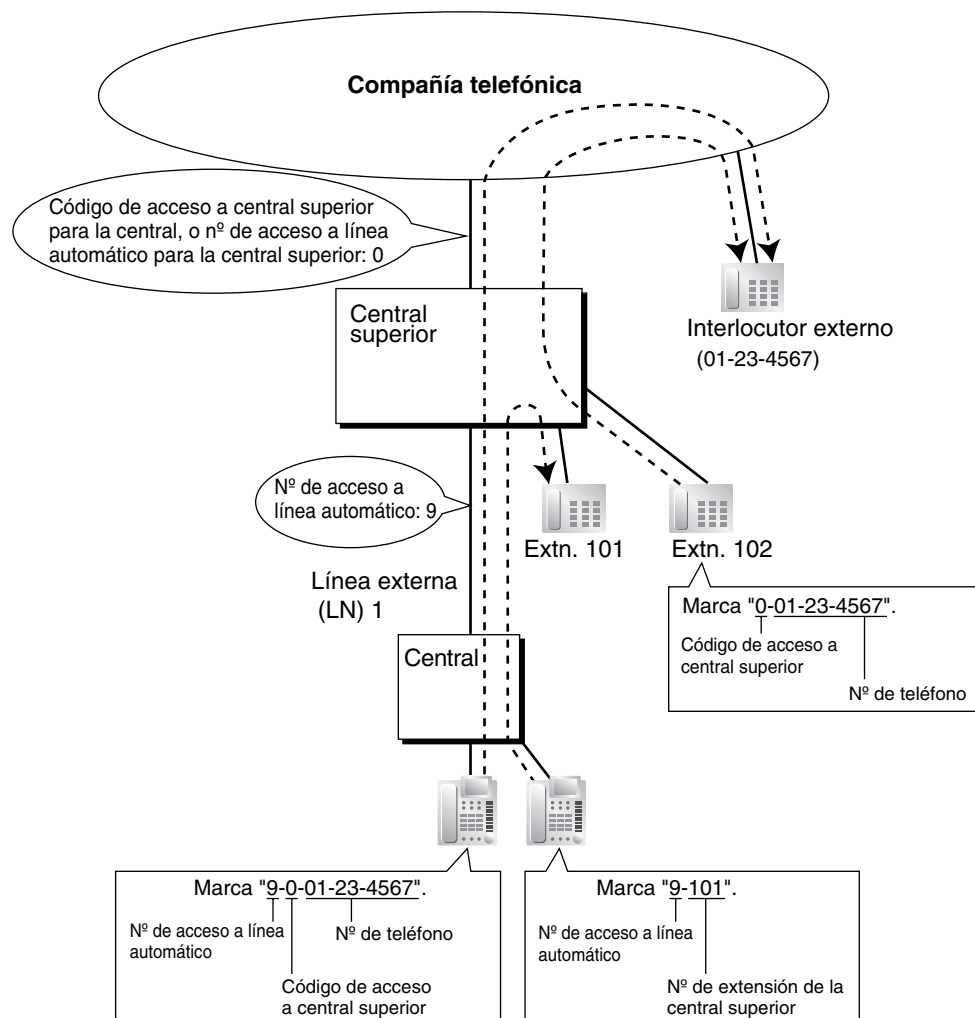 Compañía telefónica
Código de acceso a central superior
para la central, o nº de acceso a línea
automático para la central superior: 0
Central
superior
Interlocutor externo
(01-23-4567)
Nº de acceso a
línea automático: 9
Extn. 101
Extn. 102
Línea externa
(LN) 1
Marca "0-01-23-4567".
Código de acceso a
central superior
Nº de teléfono
Central
Marca "9-0-01-23-4567".
Nº de acceso a línea
automático
Nº de teléfono
Código de acceso
a central superior
Marca "9-101".
Nº de acceso a línea
automático
Nº de extensión de la
central superior